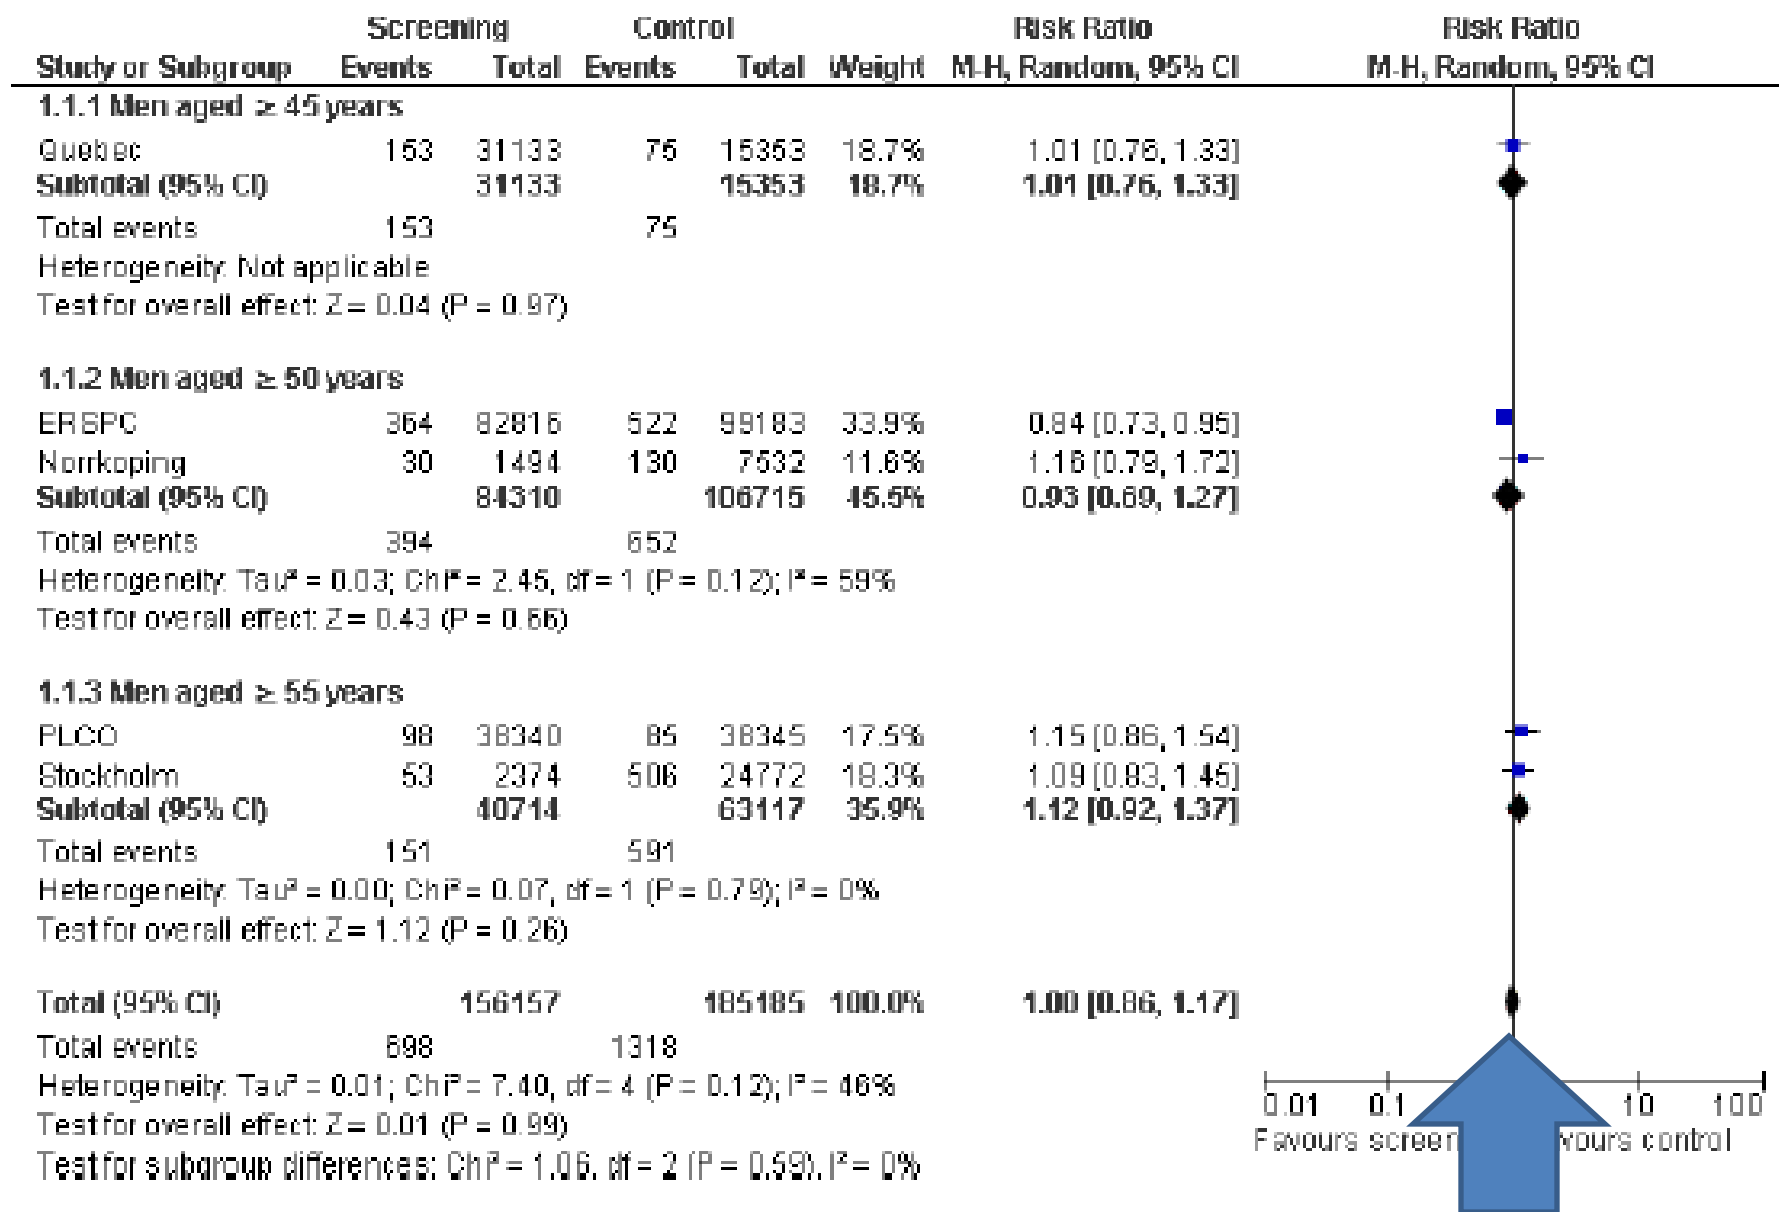 Screening Control Risk Ratio Risk Ratio
Study or Subgroup Events Total Events Total Weight M-H, Random, 95% CI M-H, Random, 95% CI
1.1.1 Men aged ≥ 45 years
Quebec 153 31133 75 15353 18.7% 1.01 [0.76, 1.33]
Subtotal (95% CI) 31133 15353 18.7% 1.01 [0.76, 1.33]
Total events 153 75
Heterogeneity: Not applicable
Test for overall effect: Z = 0.04 (P = 0.97)
1.1.2 Men aged ≥ 50 years
ERSPC 364 82816 522 99183 33.9% 0.84 [0.73, 0.95]
Norrkoping 30 1494 130 7532 11.6% 1.16 [0.79, 1.72]
Subtotal (95% CI) 84310 106715 45.5% 0.93 [0.69, 1.27]
Total events 394 652
Heterogeneity: Tau² = 0.03; Chi² = 2.45, df = 1 (P = 0.12); I² = 59%
Test for overall effect: Z = 0.43 (P = 0.66)
1.1.3 Men aged ≥ 55 years
PLCO 98 38340 85 38345 17.5% 1.15 [0.86, 1.54]
Stockholm 53 2374 506 24772 18.3% 1.09 [0.83, 1.45]
Subtotal (95% CI) 40714 63117 35.9% 1.12 [0.92, 1.37]
Total events 151 591
Heterogeneity: Tau² = 0.00; Chi² = 0.07, df = 1 (P = 0.79); I² = 0%
Test for overall effect: Z = 1.12 (P = 0.26)
Total (95% CI) 156157 185185 100.0% 1.00 [0.86, 1.17]
Total events 698 1318
Heterogeneity: Tau² = 0.01; Chi² = 7.40, df = 4 (P = 0.12); I² = 46%
Test for overall effect: Z = 0.01 (P = 0.99)
Test for subgroup differences: Chi² = 1.06, df = 2 (P = 0.59), I² = 0%
0.01 0.1 10 100
Favours screen vours control